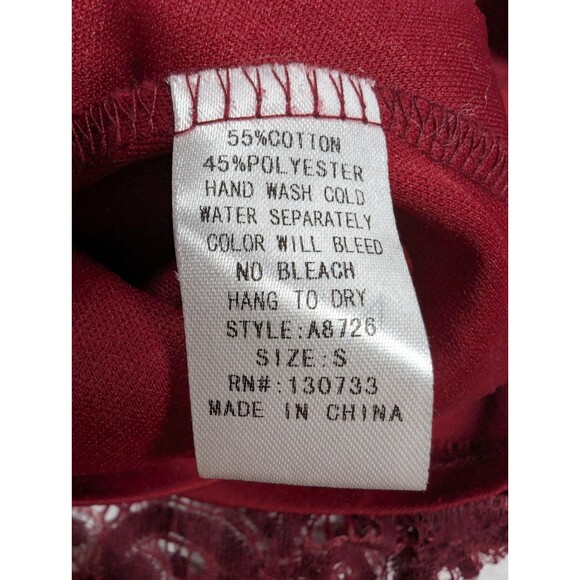 55%COTTON
45%POLYESTER
HAND WASH COLD
WATER SEPARATELY
COLOR WILL BLEED
NO BLEACH
HANG TO DRY
STYLE:A8726
SIZE:S
RN#:130733
MADE IN CHINA